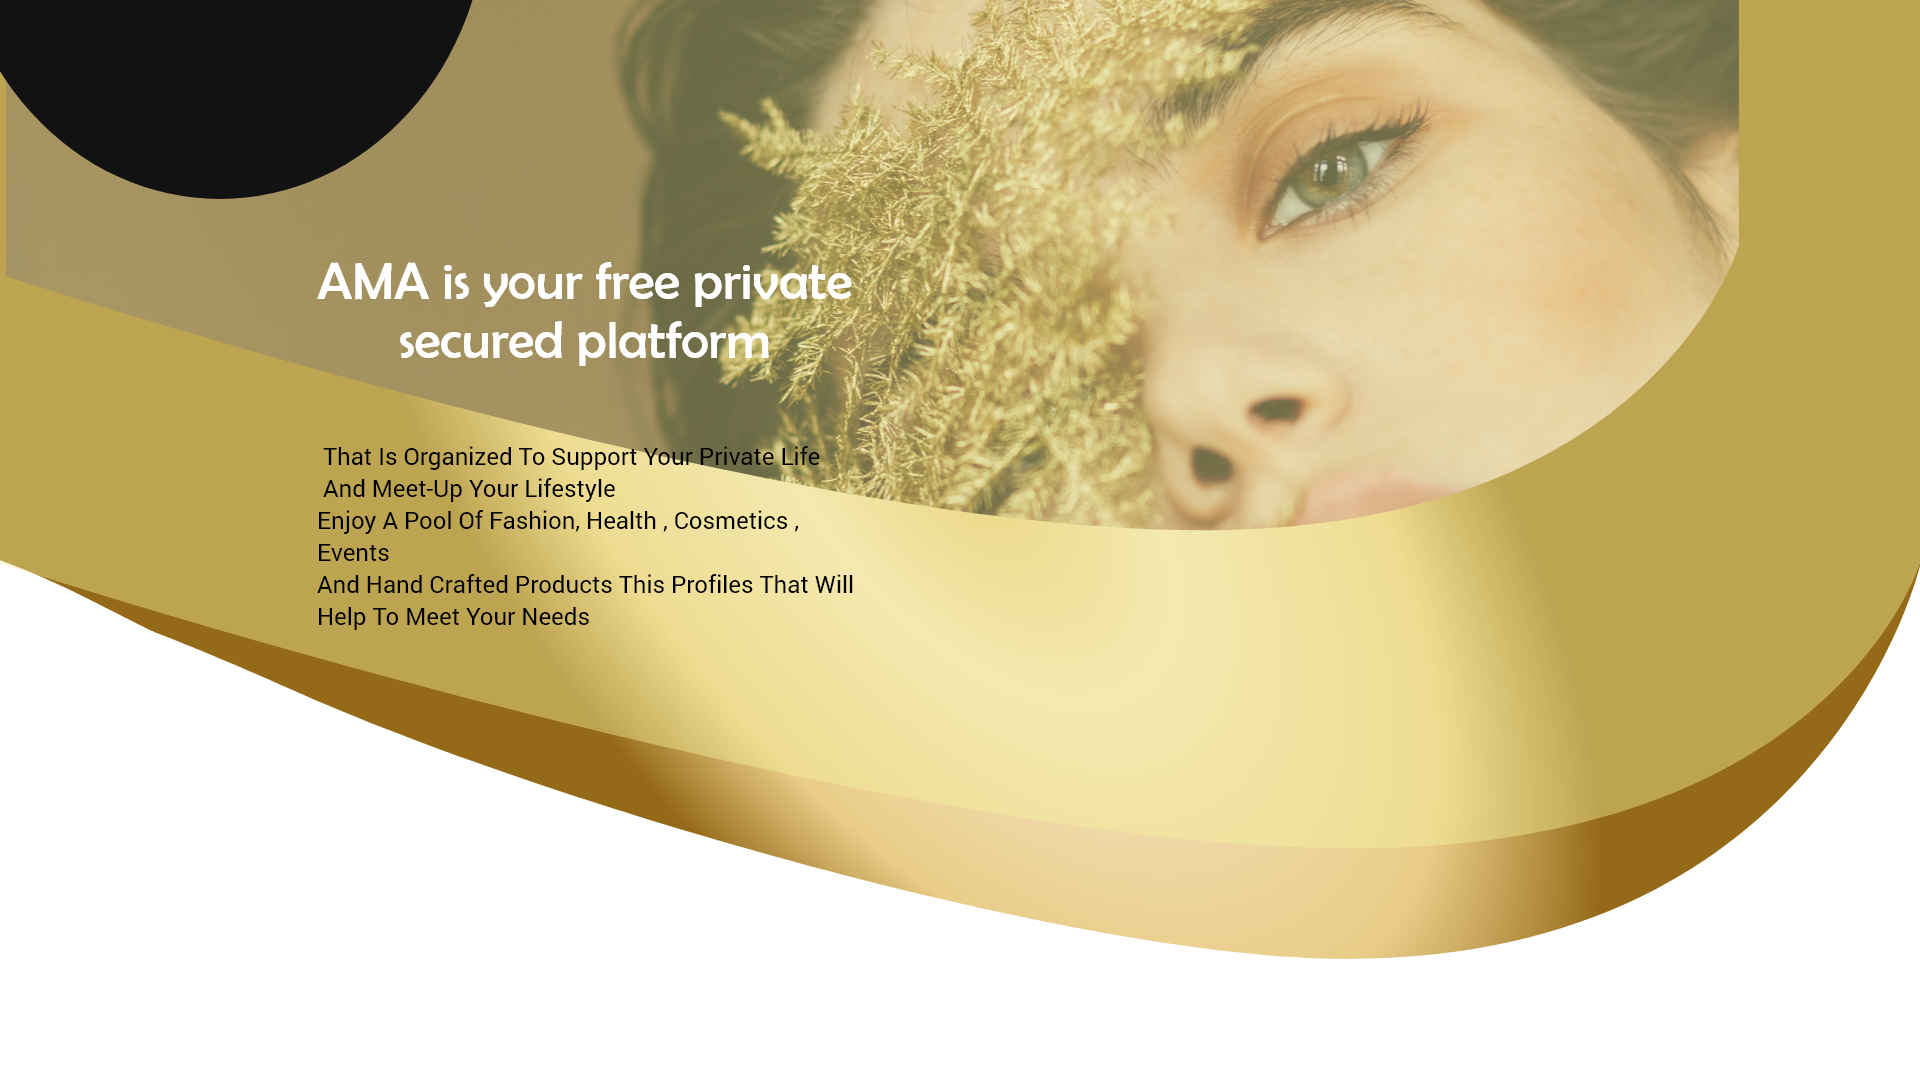 AMA is your free private
secured platform
That Is Organized To Support Your Private Life
And Meet-Up Your Lifestyle
Enjoy A Pool Of Fashion, Health , Cosmetics ,
Events
And Hand Crafted Products This Profiles That Will
Help To Meet Your Needs